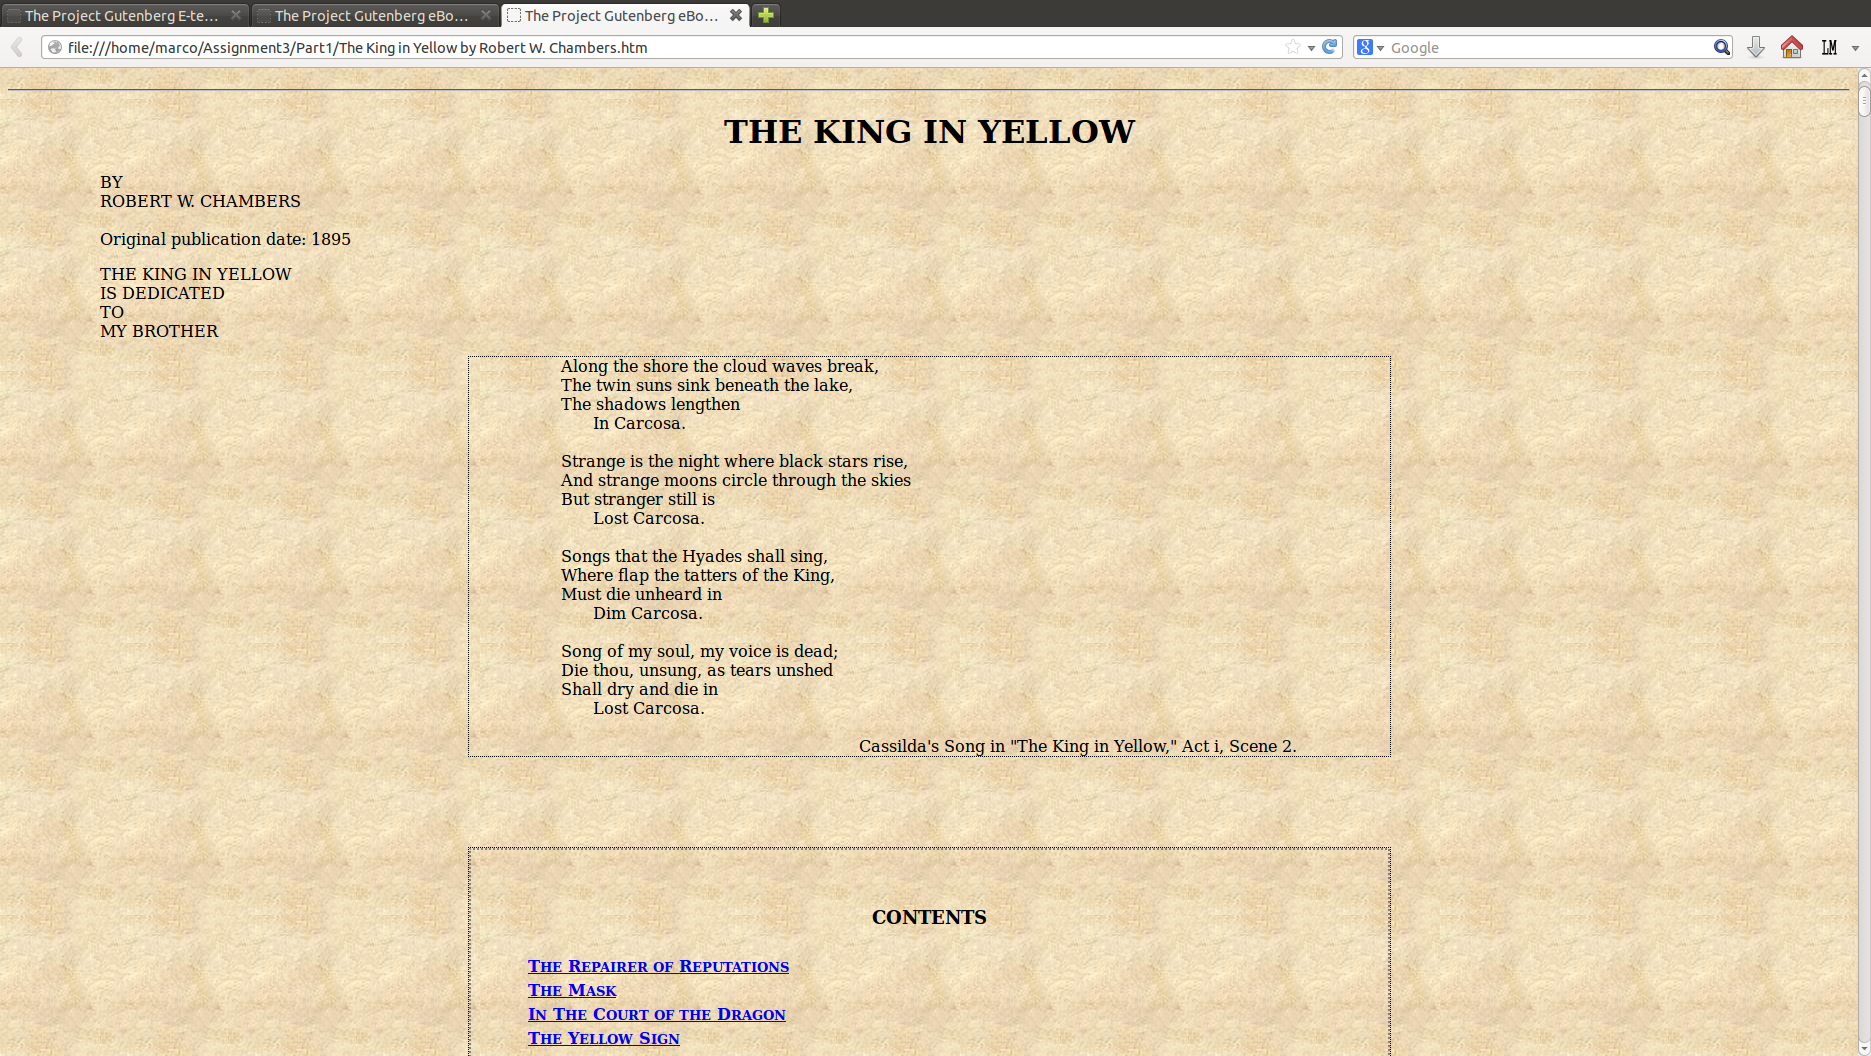 The Project Gutenberg E-te...
The Project Gutenberg eBo...
The Project Gutenberg eBo...
file:///home/marco/Assignment3/Part1/The King in Yellow by Robert W. Chambers.htm
Google
THE KING IN YELLOW
BY
ROBERT W. CHAMBERS
Original publication date: 1895
THE KING IN YELLOW
IS DEDICATED
TO
MY BROTHER
Along the shore the cloud waves break,
The twin suns sink beneath the lake,
The shadows lengthen
In Carcosa.
Strange is the night where black stars rise,
And strange moons circle through the skies
But stranger still is
Lost Carcosa.
Songs that the Hyades shall sing,
Where flap the tatters of the King,
Must die unheard in
Dim Carcosa.
Song of my soul, my voice is dead;
Die thou, unsung, as tears unshed
Shall dry and die in
Lost Carcosa.
Cassilda's Song in "The King in Yellow," Act i, Scene 2.
CONTENTS
THE REPAIRER OF REPUTATIONS
THE MASK
IN THE COURT OF THE DRAGON
THE YELLOW SIGN